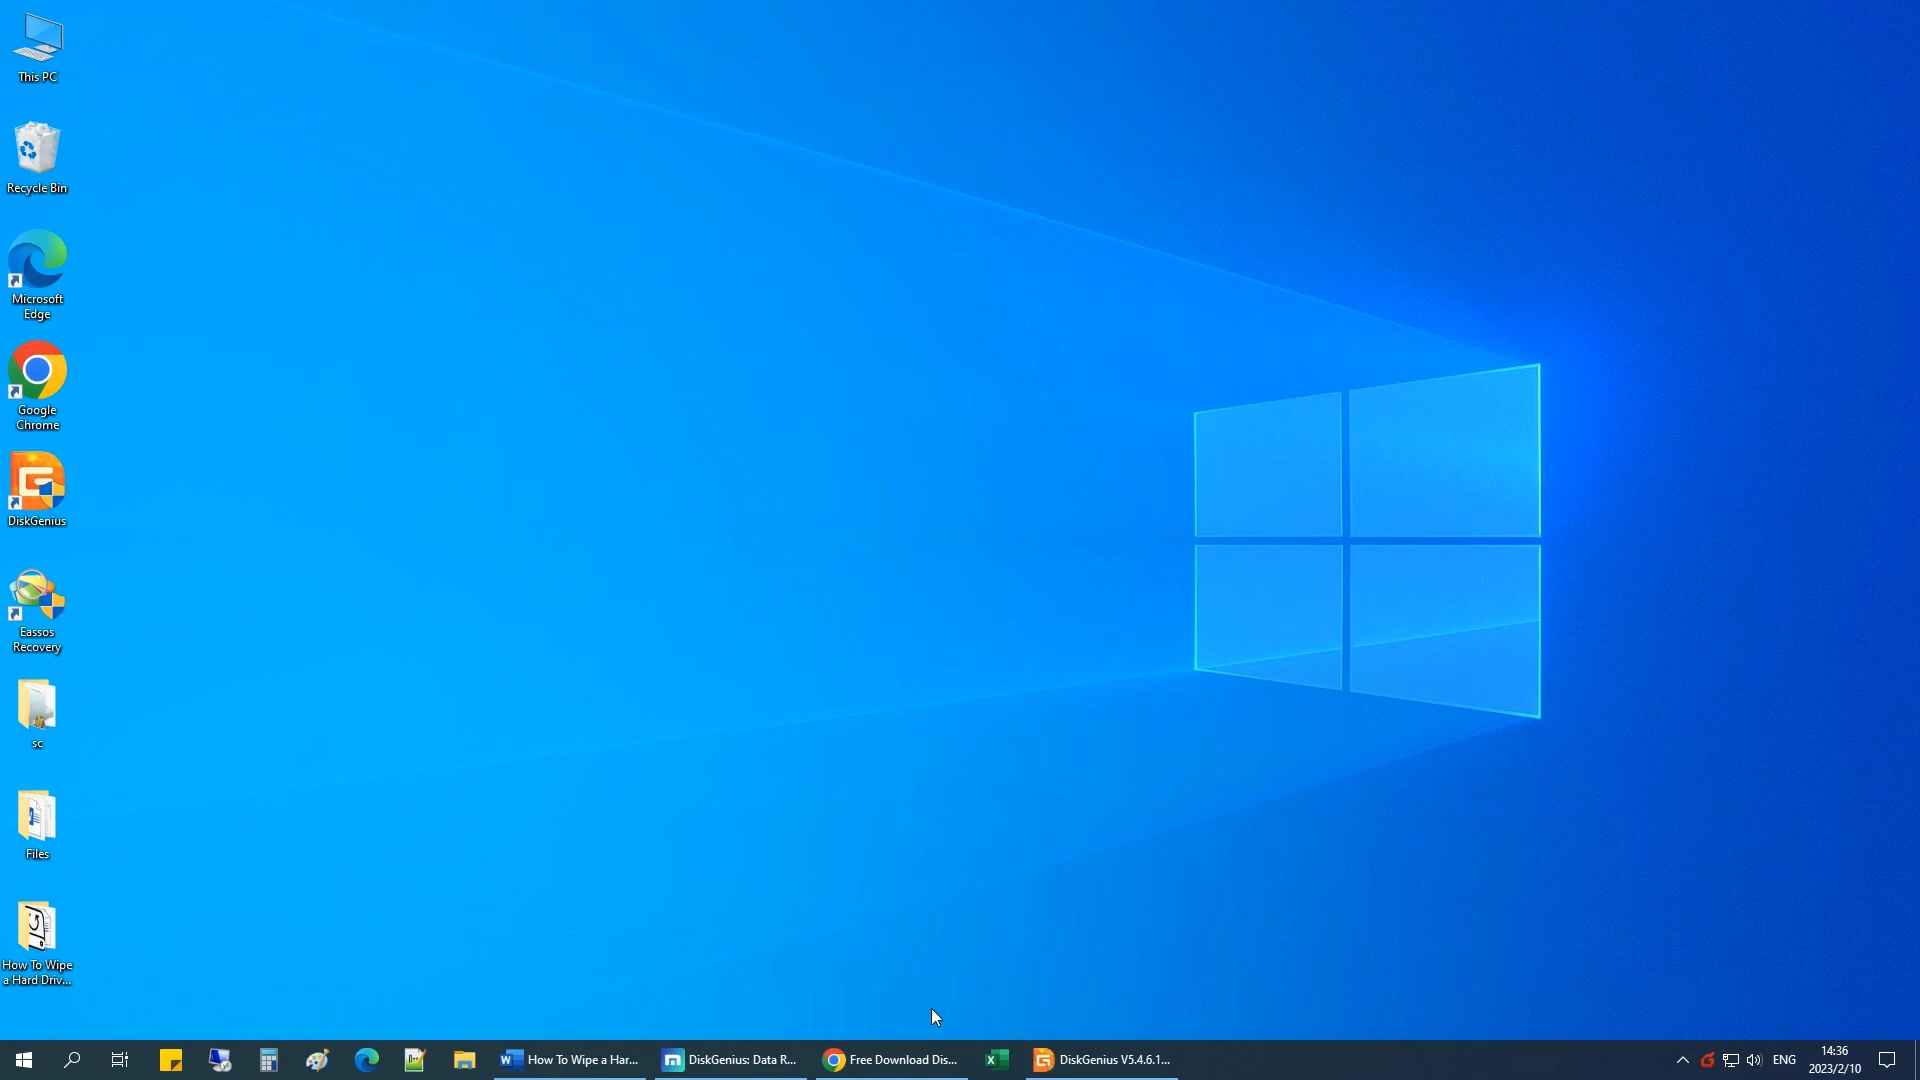 This PC
Recycle Bin
Microsoft
Edge
Google
Chrome
DiskGenius
Eassos
Recovery
sc
Files
How To Wipe
a Hard Driv...
How To Wipe a Har...
DiskGenius: Data R...
Free Download Dis...
DiskGenius V5.4.6.1...
ENG
14:36
2023/2/10